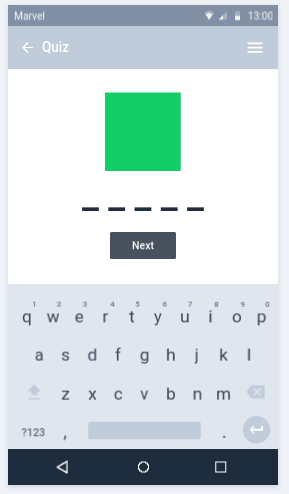 Marvel 13:00
Quiz
Next
1 2 3 4 5 6 7 8 9 0
q w e r t y u i o p
a s d f g h j k l
z x c v b n m
?123 , .